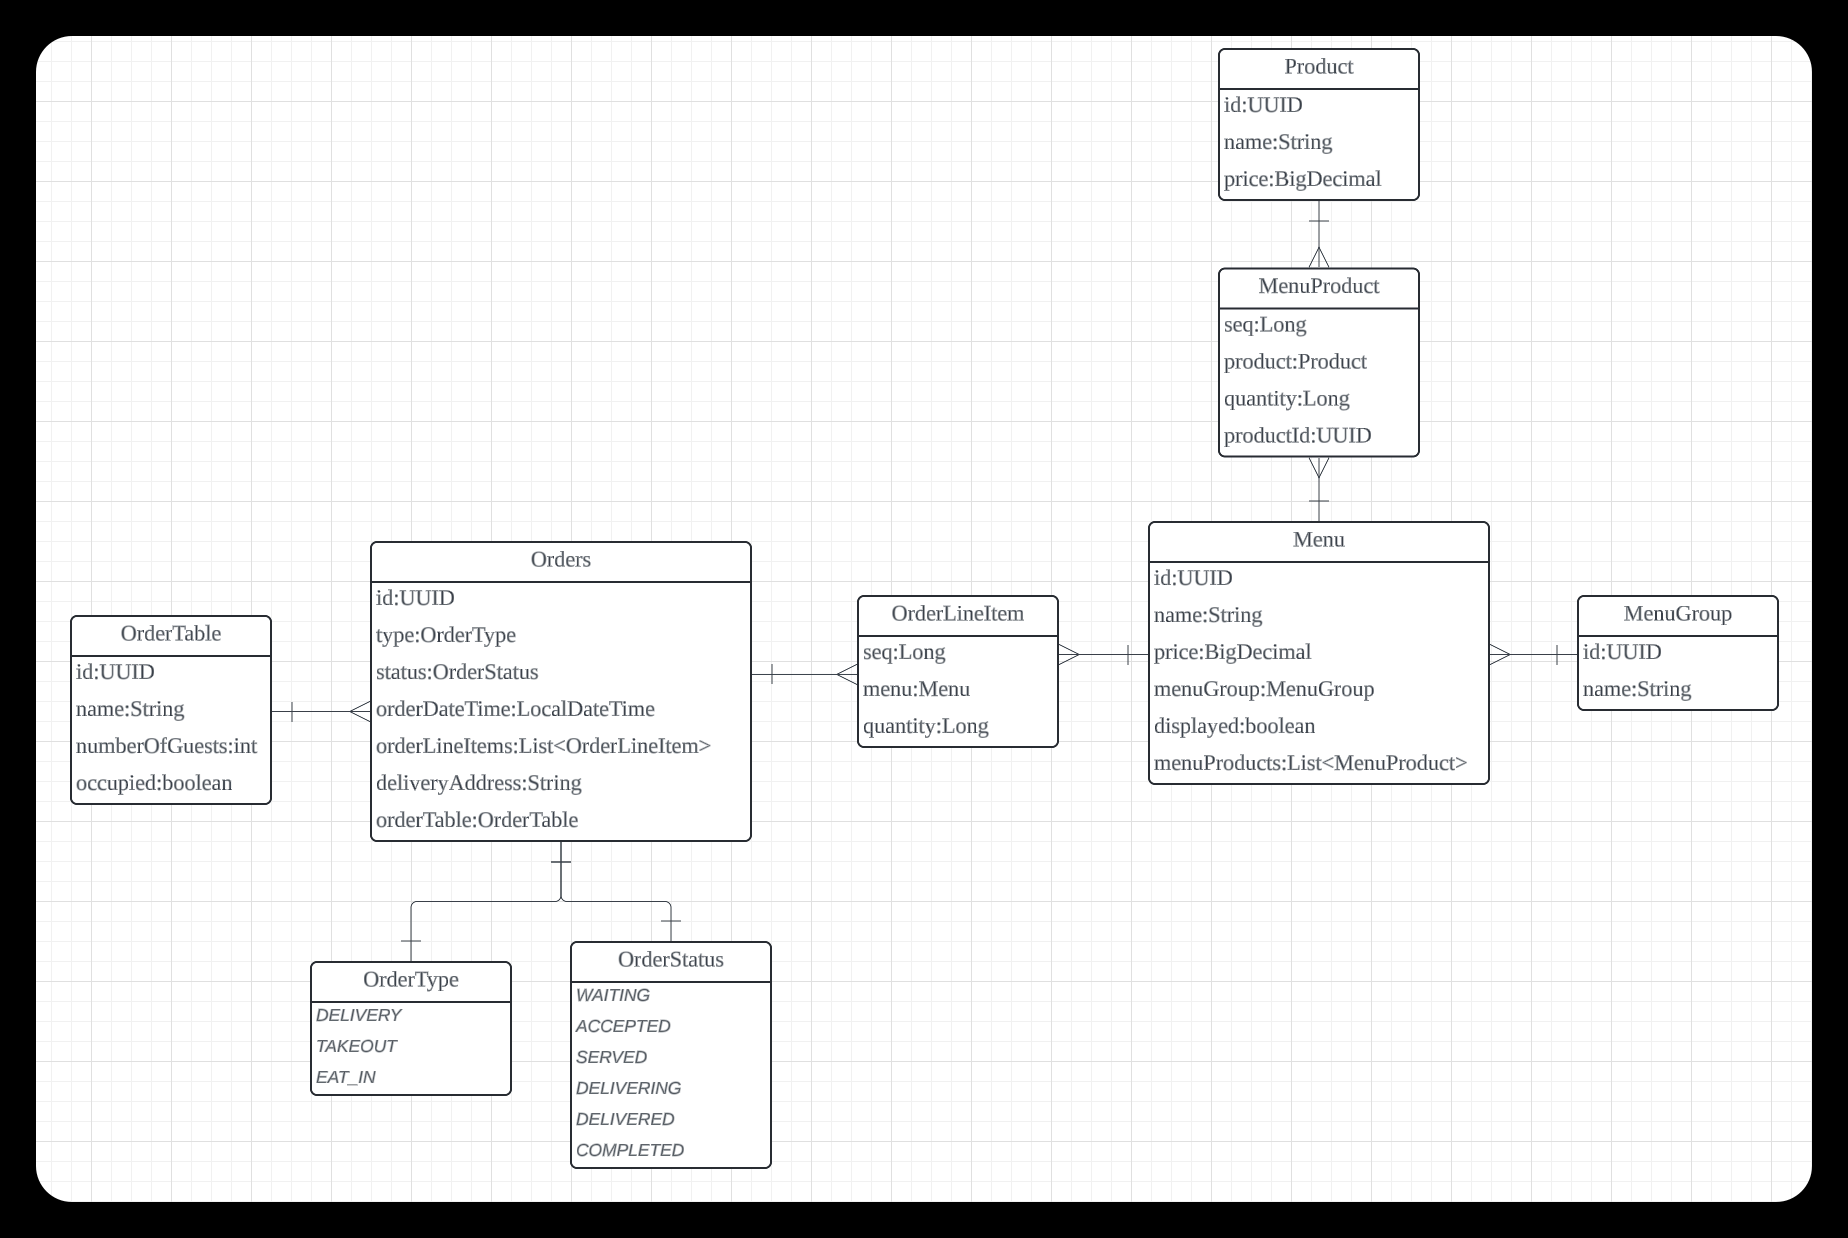 Product
id:UUID
name:String
price:BigDecimal
MenuProduct
seq:Long
product:Product
quantity:Long
productId:UUID
Menu
id:UUID
name:String
price:BigDecimal
menuGroup:MenuGroup
displayed:boolean
menuProducts:List<MenuProduct>
MenuGroup
id:UUID
name:String
OrderLineItem
seq:Long
menu:Menu
quantity:Long
Orders
id:UUID
type:OrderType
status:OrderStatus
orderDateTime:LocalDateTime
orderLineItems:List<OrderLineItem>
deliveryAddress:String
orderTable:OrderTable
OrderTable
id:UUID
name:String
numberOfGuests:int
occupied:boolean
OrderType
DELIVERY
TAKEOUT
EAT_IN
OrderStatus
WAITING
ACCEPTED
SERVED
DELIVERING
DELIVERED
COMPLETED